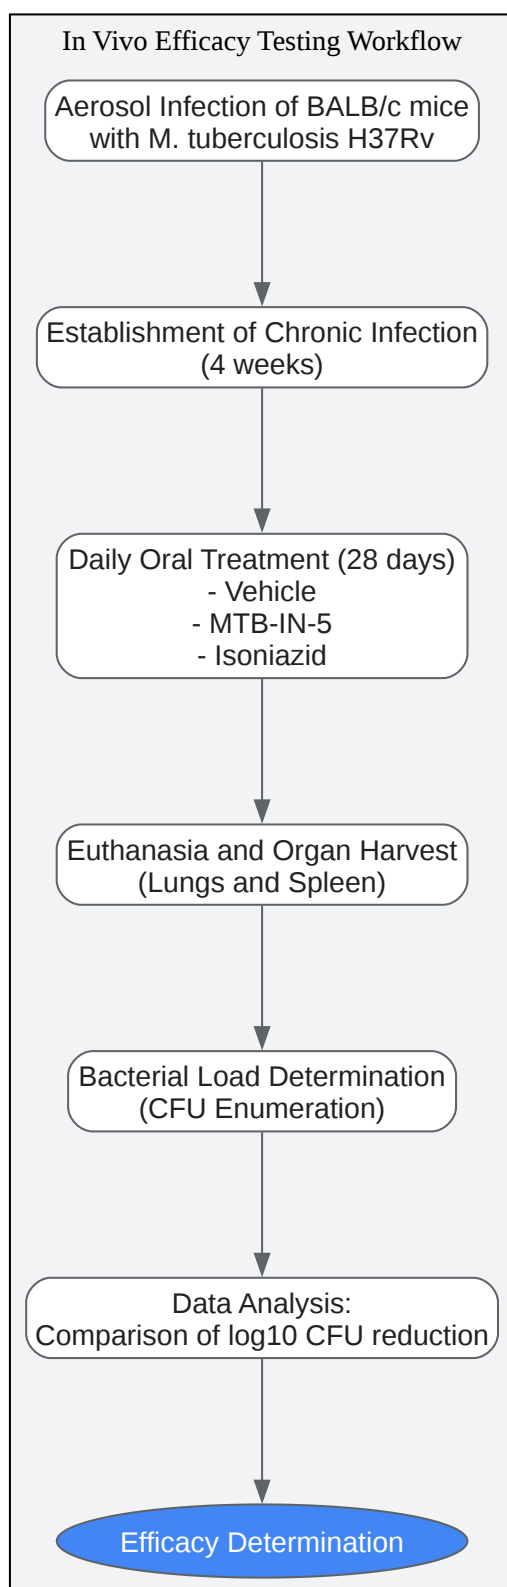 In Vivo Efficacy Testing Workflow
Aerosol Infection of BALB/c mice
with M. tuberculosis H37Rv
Establishment of Chronic Infection
(4 weeks)
Daily Oral Treatment (28 days)
- Vehicle
- MTB-IN-5
- Isoniazid
Euthanasia and Organ Harvest
(Lungs and Spleen)
Bacterial Load Determination
(CFU Enumeration)
Data Analysis:
Comparison of log10 CFU reduction
Efficacy Determination